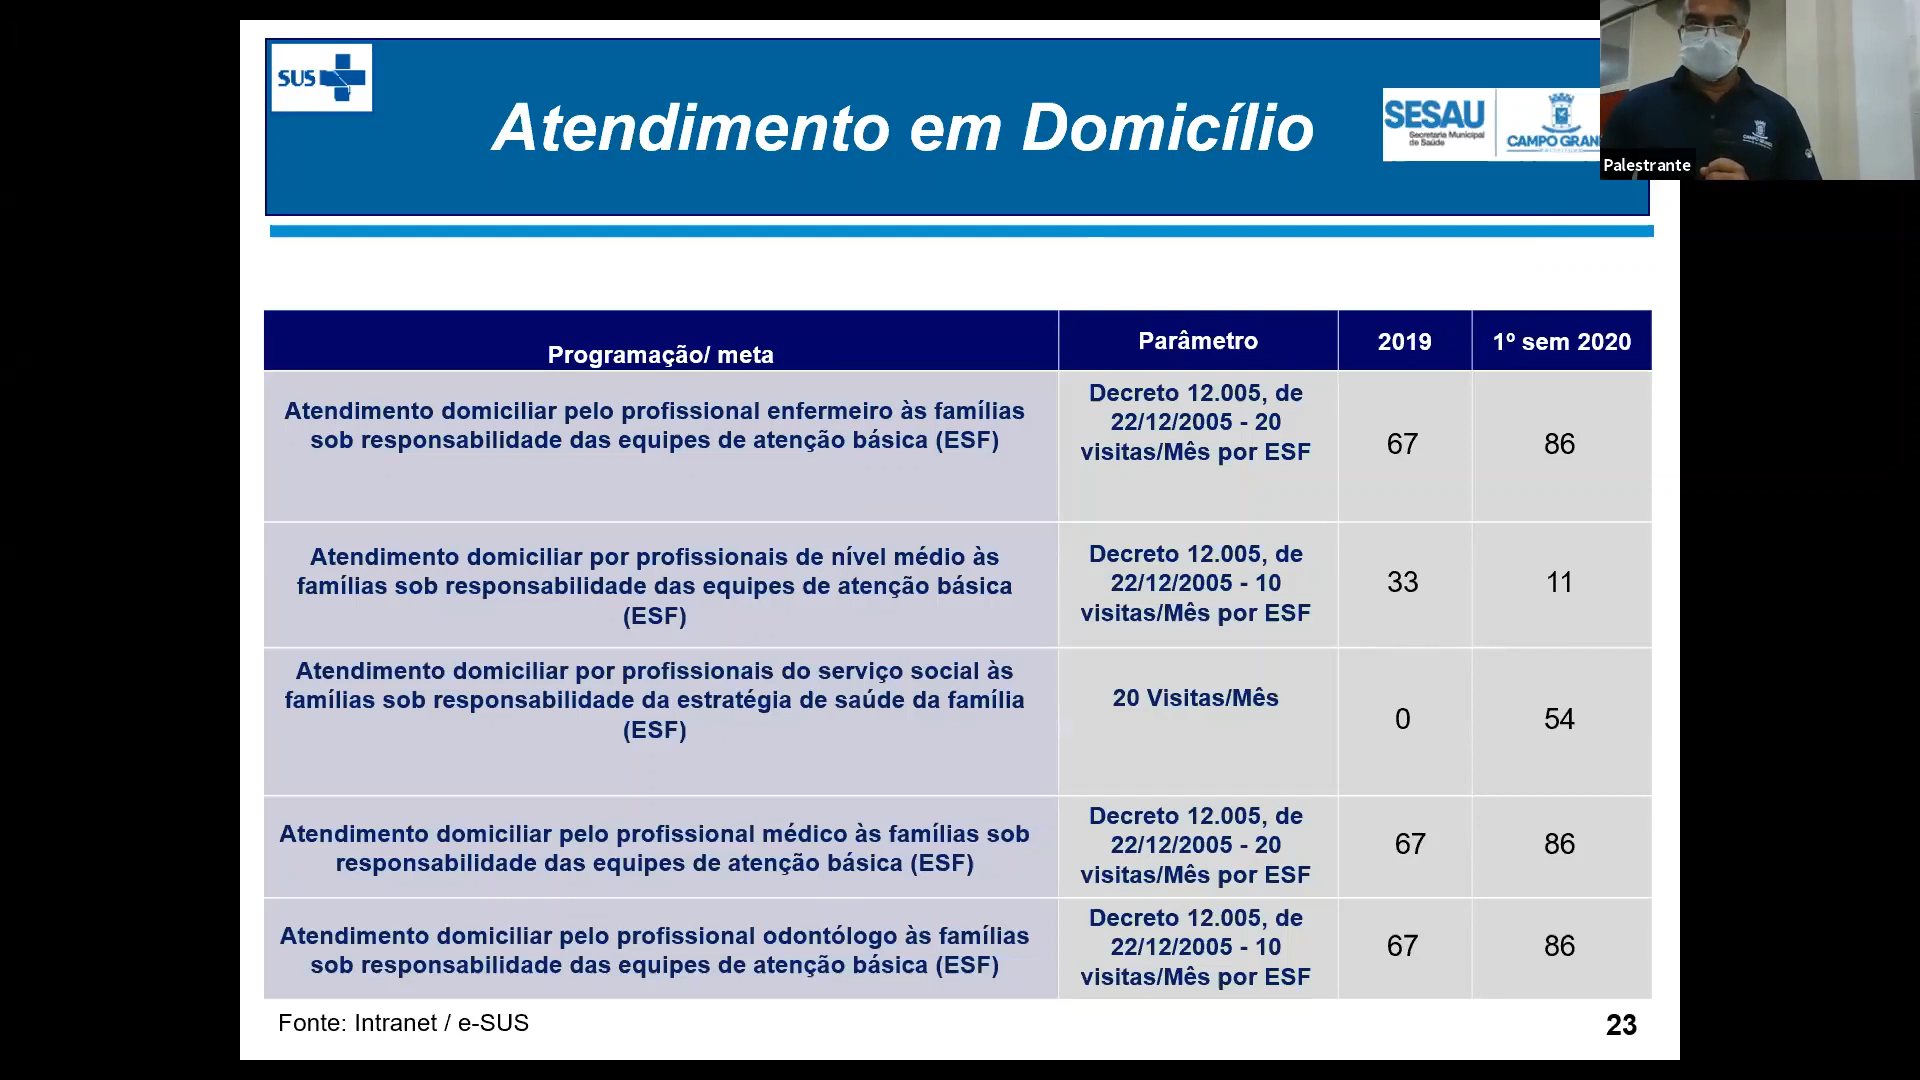 SUS
Atendimento em Domicílio
SESAU
Secretaria Municipal
de Saúde
CAMPO GRAN
Palestrante
Programação/ meta
Parâmetro
2019
1º sem 2020
Atendimento domiciliar pelo profissional enfermeiro às famílias
sob responsabilidade das equipes de atenção básica (ESF)
Decreto 12.005, de
22/12/2005 - 20
visitas/Mês por ESF
67
86
Atendimento domiciliar por profissionais de nível médio às
famílias sob responsabilidade das equipes de atenção básica
(ESF)
Decreto 12.005, de
22/12/2005 - 10
visitas/Mês por ESF
33
11
Atendimento domiciliar por profissionais do serviço social às
famílias sob responsabilidade da estratégia de saúde da família
(ESF)
20 Visitas/Mês
0
54
Atendimento domiciliar pelo profissional médico às famílias sob
responsabilidade das equipes de atenção básica (ESF)
Decreto 12.005, de
22/12/2005 - 20
visitas/Mês por ESF
67
86
Atendimento domiciliar pelo profissional odontólogo às famílias
sob responsabilidade das equipes de atenção básica (ESF)
Decreto 12.005, de
22/12/2005 - 10
visitas/Mês por ESF
67
86
Fonte: Intranet / e-SUS
23